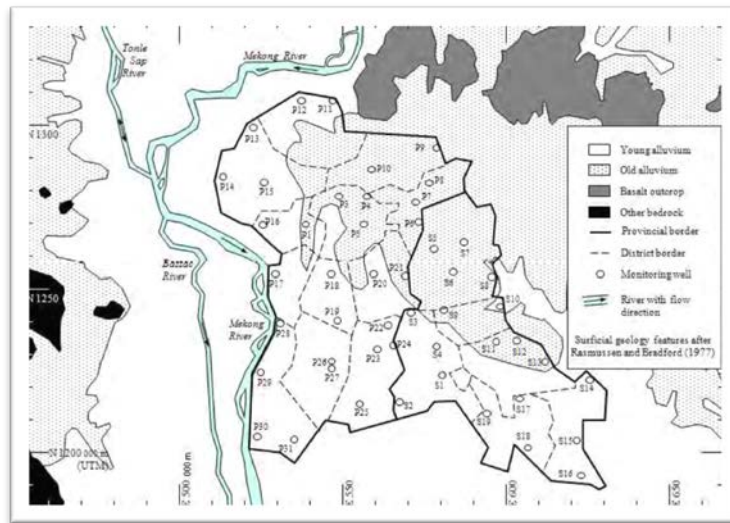 Tonle
Sap
River
Mekong River
N 1300
P12
P11
P13
P9
P14
P15
P10
P8
P7
P3
P4
P16
P5
P6
S5
S7
Bassac
River
P17
P18
P20
P21
S6
S8
N 1250
S10
Mekong
River
P28
P19
P22
S3
S9
P24
P23
S4
S11
S12
S13
P26
P27
P29
S1
S14
P25
S2
S17
S19
P30
P31
S18
S15
S16
N 1200 000 m
(UTM)
E 500 000 m
E 550
E 600
E 650
Young alluvium
Old alluvium
Basalt outcrop
Other bedrock
Provincial border
District border
Monitoring well
River with flow
direction
Surficial geology features after
Rasmussen and Bradford (1977)